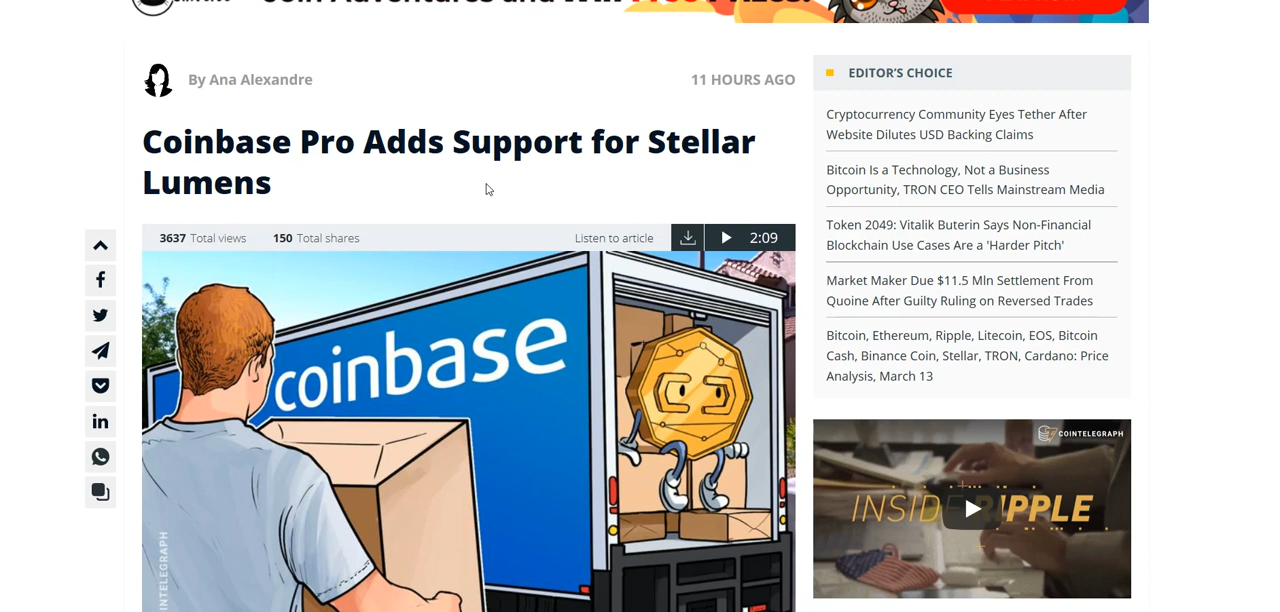 By Ana Alexandre
11 HOURS AGO
Coinbase Pro Adds Support for Stellar
Lumens
3637 Total views
150 Total shares
Listen to article
2:09
coinbase
EDITOR'S CHOICE
Cryptocurrency Community Eyes Tether After
Website Dilutes USD Backing Claims
Bitcoin Is a Technology, Not a Business
Opportunity, TRON CEO Tells Mainstream Media
Token 2049: Vitalik Buterin Says Non-Financial
Blockchain Use Cases Are a 'Harder Pitch'
Market Maker Due $11.5 Mln Settlement From
Quoine After Guilty Ruling on Reversed Trades
Bitcoin, Ethereum, Ripple, Litecoin, EOS, Bitcoin
Cash, Binance Coin, Stellar, TRON, Cardano: Price
Analysis, March 13
COINTELEGRAPH
INSIDE RIPPLE